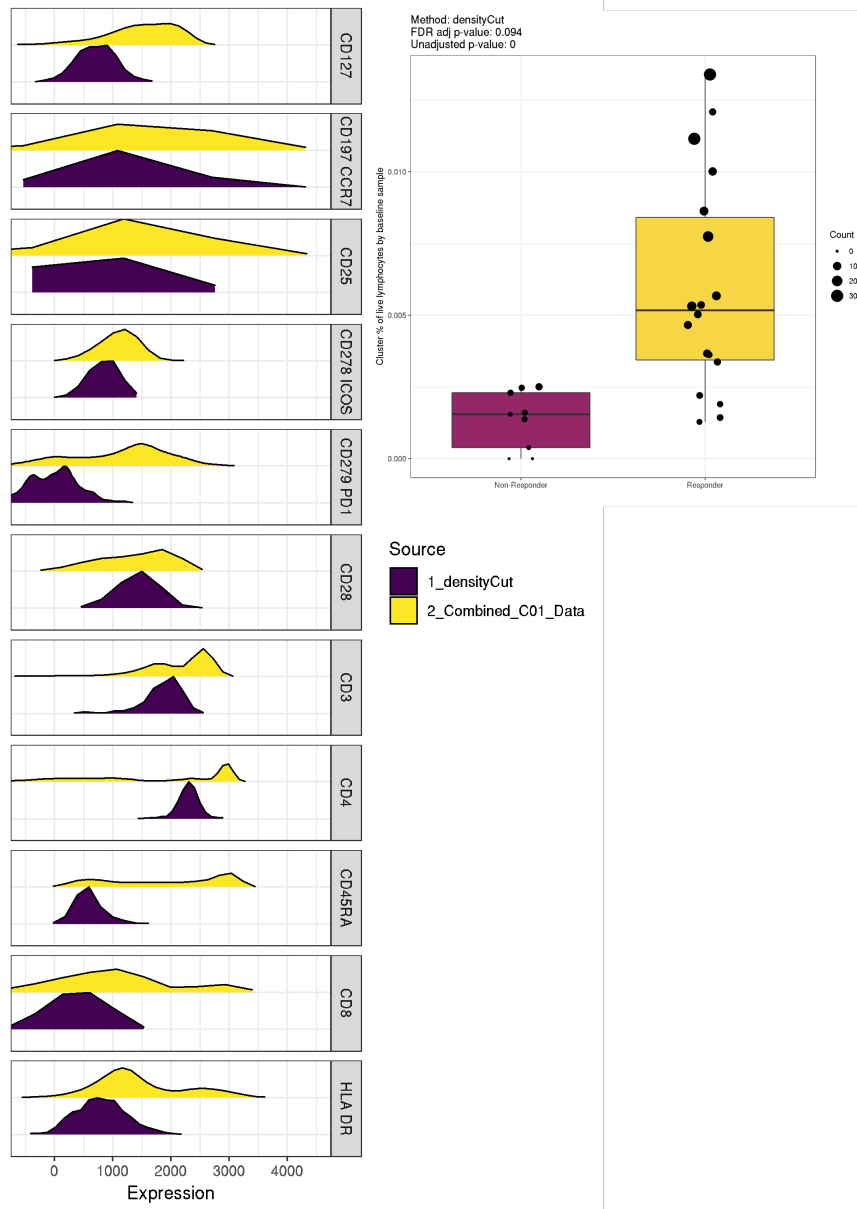 CD127
CD197 CCR7
CD25
CD278 ICOS
CD279 PD1
CD28
CD3
CD4
CD45RA
CD8
HLA DR
0 1000 2000 3000 4000
Expression
Method: densityCut
FDR adj p-value: 0.094
Unadjusted p-value: 0
Cluster % of live lymphocytes by baseline sample
0.010
0.005
0.000
Non-Responder Responder
Count
0
10
20
30
Source
1_densityCut
2_Combined_C01_Data